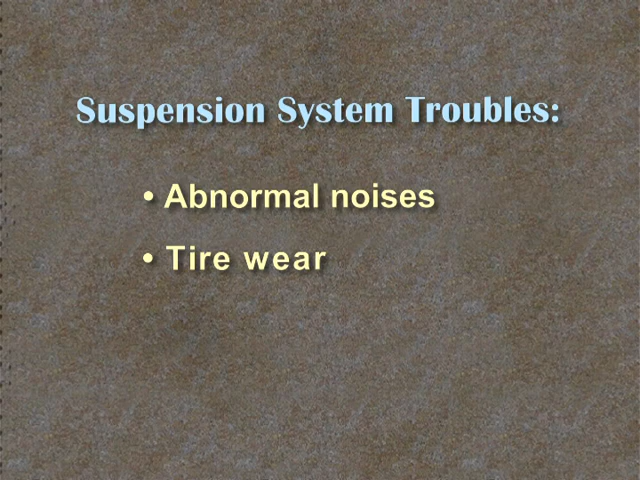 Suspension System Troubles:
• Abnormal noises
• Tire wear